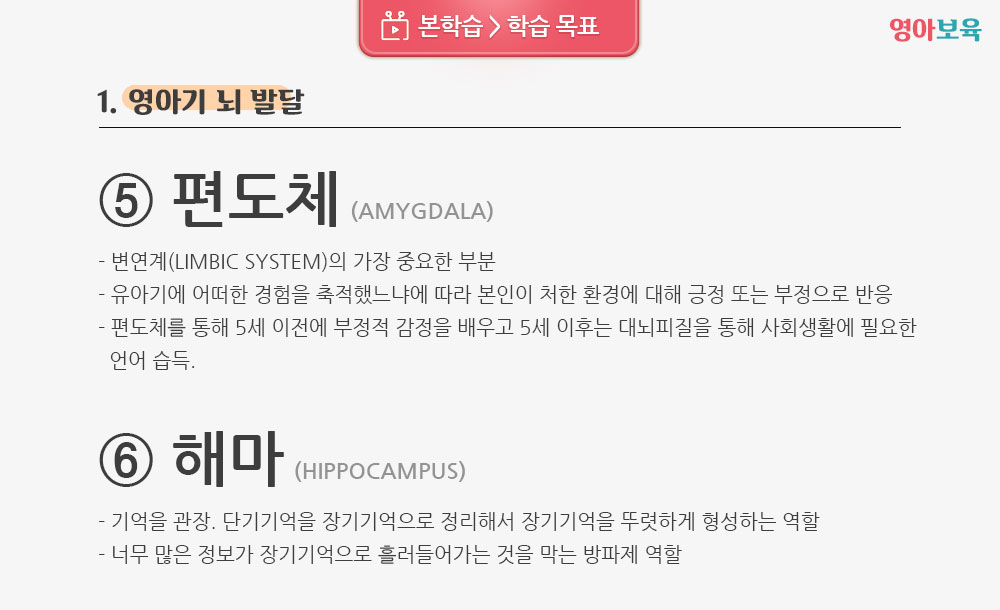 본학습 > 학습 목표
영아보육
1. 영아기 뇌 발달
⑤ 편도체 (AMYGDALA)
- 변연계(LIMBIC SYSTEM)의 가장 중요한 부분
- 유아기에 어떠한 경험을 축적했느냐에 따라 본인이 처한 환경에 대해 긍정 또는 부정으로 반응
- 편도체를 통해 5세 이전에 부정적 감정을 배우고 5세 이후는 대뇌피질을 통해 사회생활에 필요한
언어 습득.
⑥ 해마 (HIPPOCAMPUS)
- 기억을 관장. 단기기억을 장기기억으로 정리해서 장기기억을 뚜렷하게 형성하는 역할
- 너무 많은 정보가 장기기억으로 흘러들어가는 것을 막는 방파제 역할